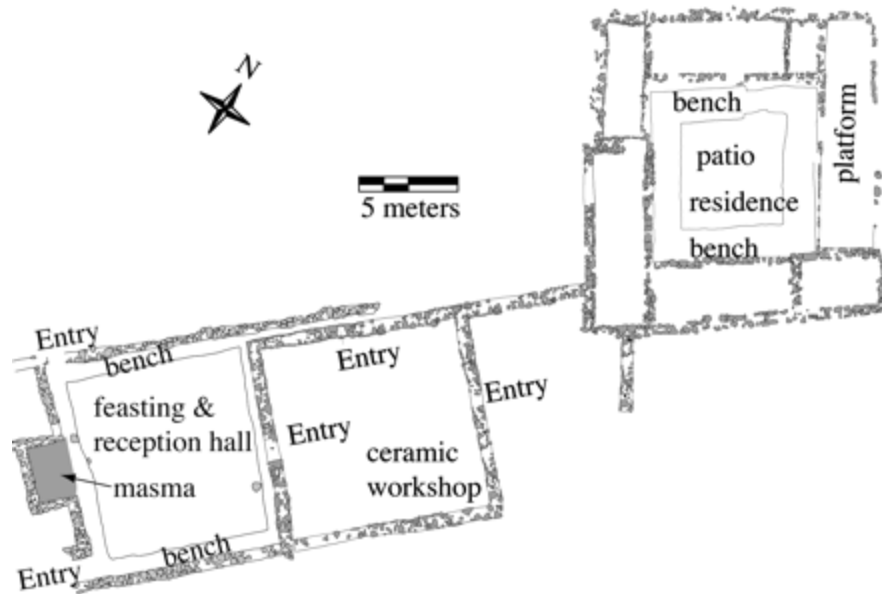 N
5 meters
bench
patio
residence
bench
platform
Entry
bench
feasting &
reception hall
masma
bench
Entry
Entry
Entry
Entry
ceramic
workshop